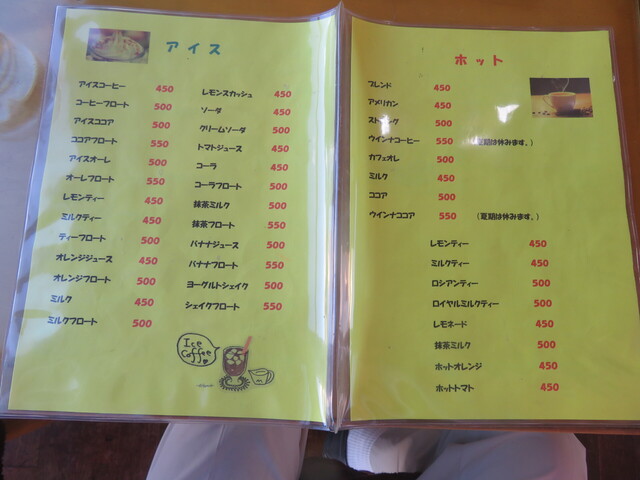 アイス
アイスコーヒー 450
コーヒーフロート 500
アイスココア 500
ココアフロート 550
アイスオーレ 500
オーレフロート 550
レモンティー 450
ミルクティー 450
ティーフロート 500
オレンジジュース 450
オレンジフロート 500
ミルク 450
ミルクフロート 500
レモンスカッシュ 450
ソーダ 450
クリームソーダ 500
トマトジュース 450
コーラ 450
コーラフロート 500
抹茶ミルク 500
抹茶フロート 550
バナナジュース 500
バナナフロート 550
ヨーグルトシェイク 500
シェイクフロート 550
Ice
Coffee
ホット
ブレンド 450
アメリカン 450
ストロング 500
ウインナコーヒー 550 (夏期は休みます。)
カフェオレ 500
ミルク 450
ココア 500
ウインナココア 550 (夏期は休みます。)
レモンティー 450
ミルクティー 450
ロシアンティー 500
ロイヤルミルクティー 500
レモネード 450
抹茶ミルク 500
ホットオレンジ 450
ホットトマト 450